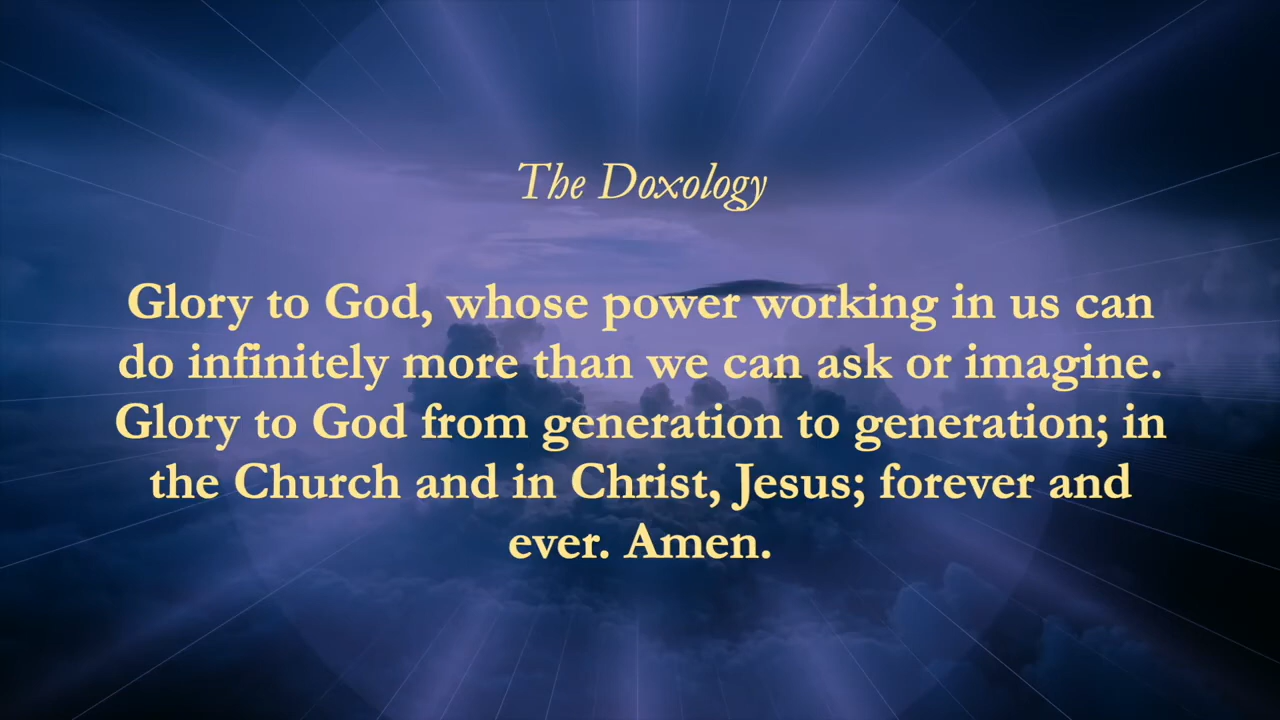 The Doxology
Glory to God, whose power working in us can
do infinitely more than we can ask or imagine.
Glory to God from generation to generation; in
the Church and in Christ, Jesus; forever and
ever. Amen.